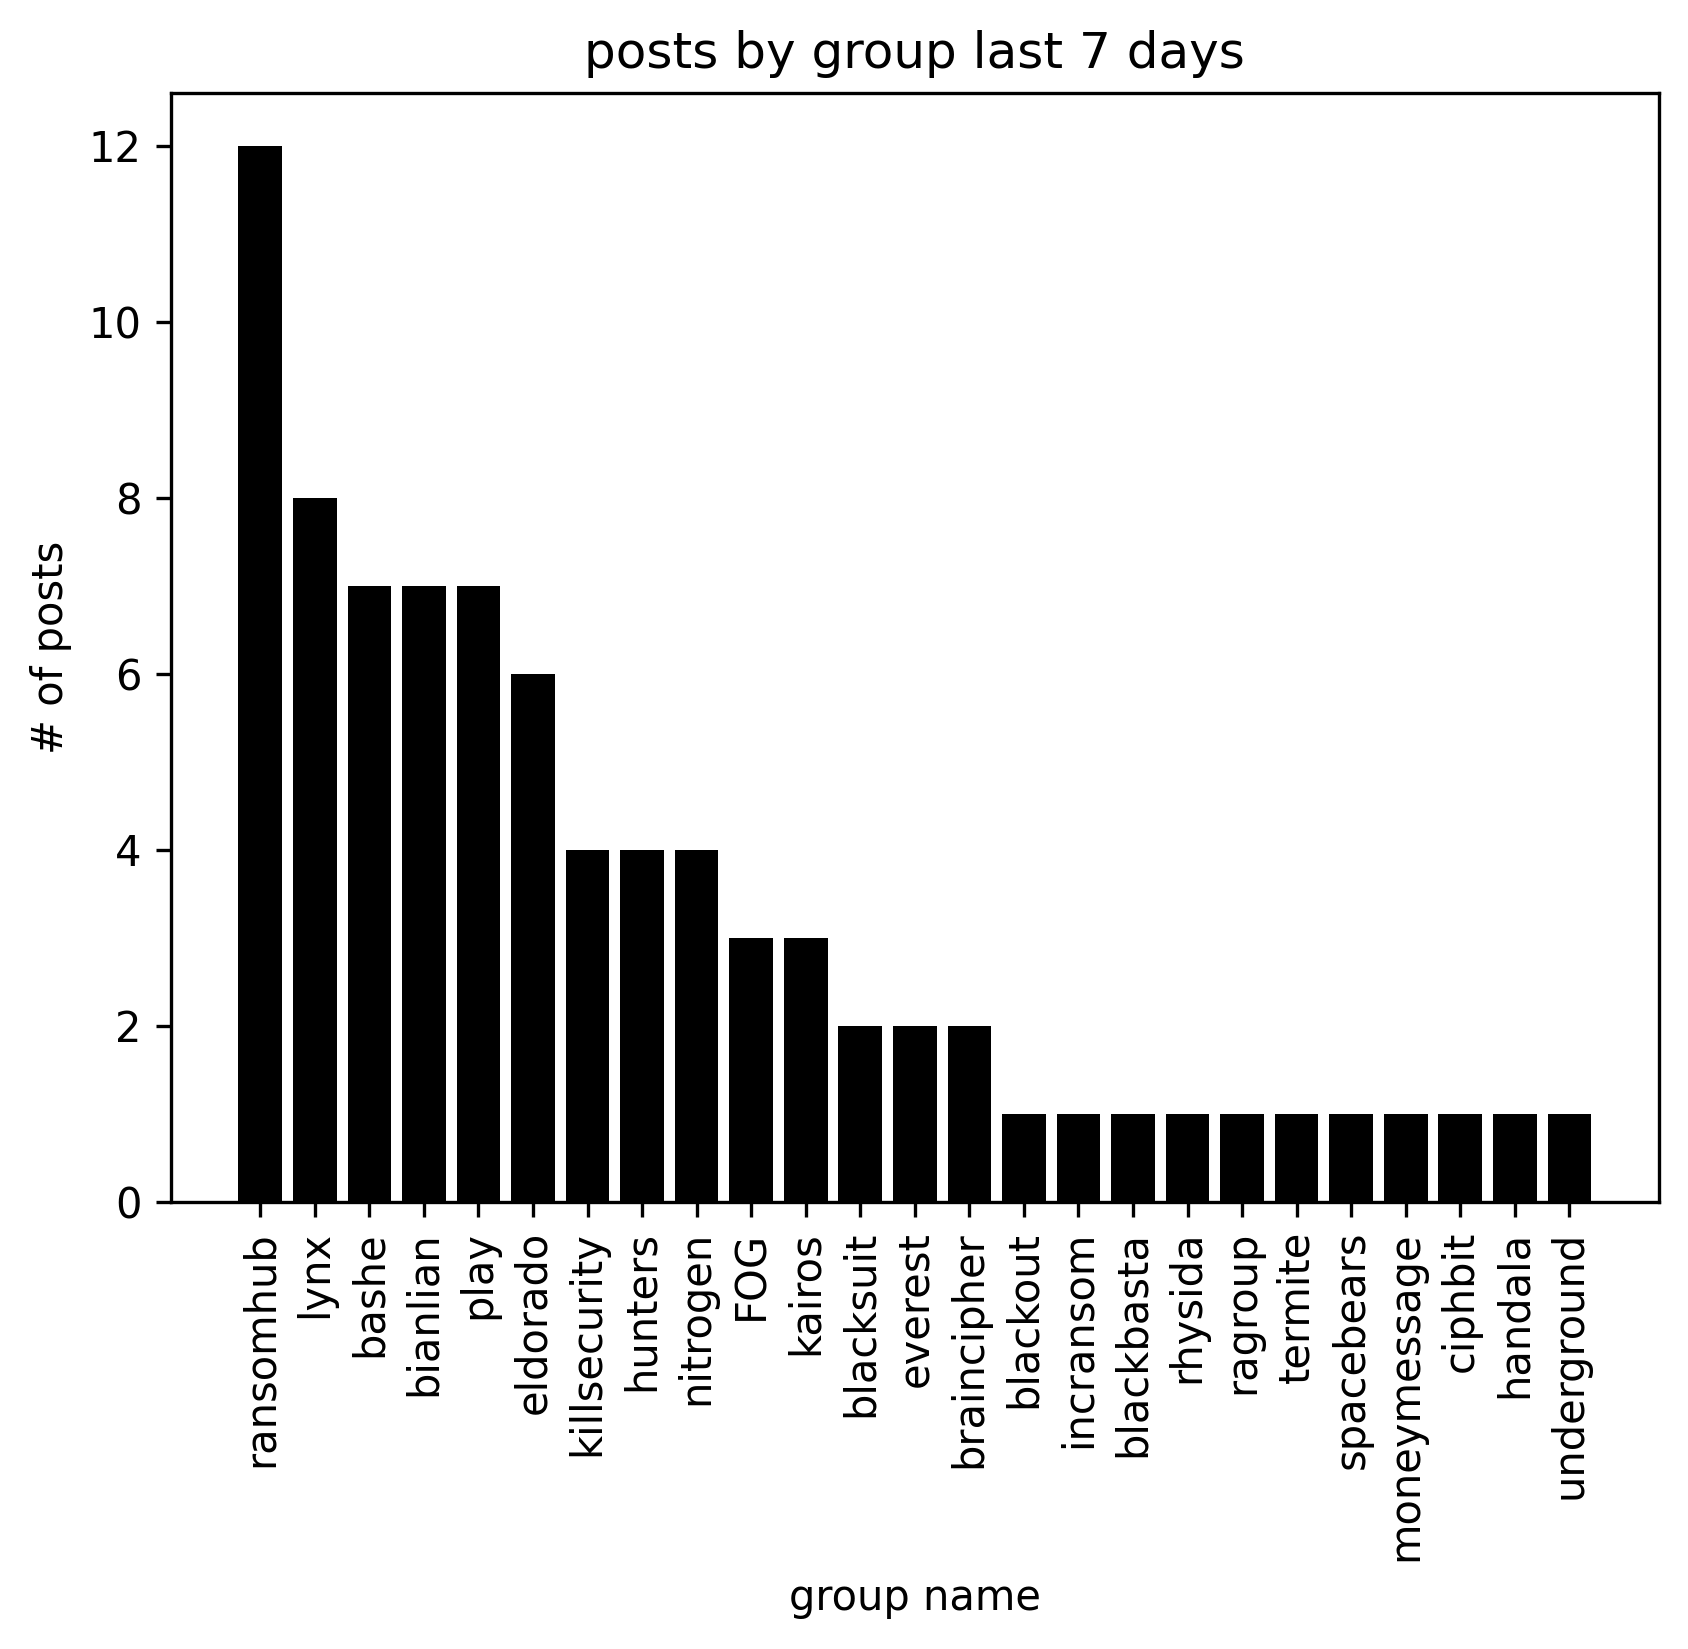 posts by group last 7 days
# of posts
12
10
8
6
4
2
0
ransomhub
lynx
bashe
bianlian
play
eldorado
killsecurity
hunters
nitrogen
FOG
kairos
blacksuit
everest
braincipher
blackout
incransom
blackbasta
rhysida
ragroup
termite
spacebears
moneymessage
ciphbit
handala
underground
group name